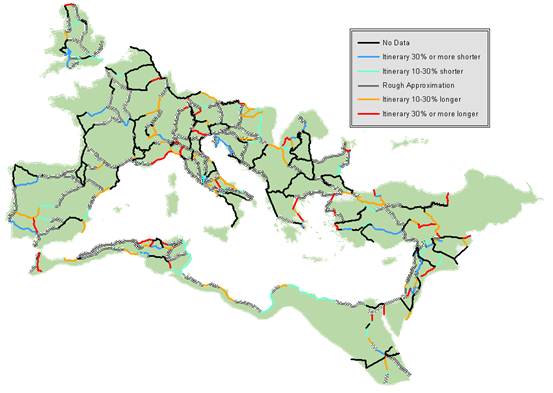 No Data
Itinerary 30% or more shorter
Itinerary 10-30% shorter
Rough Approximation
Itinerary 10-30% longer
Itinerary 30% or more longer